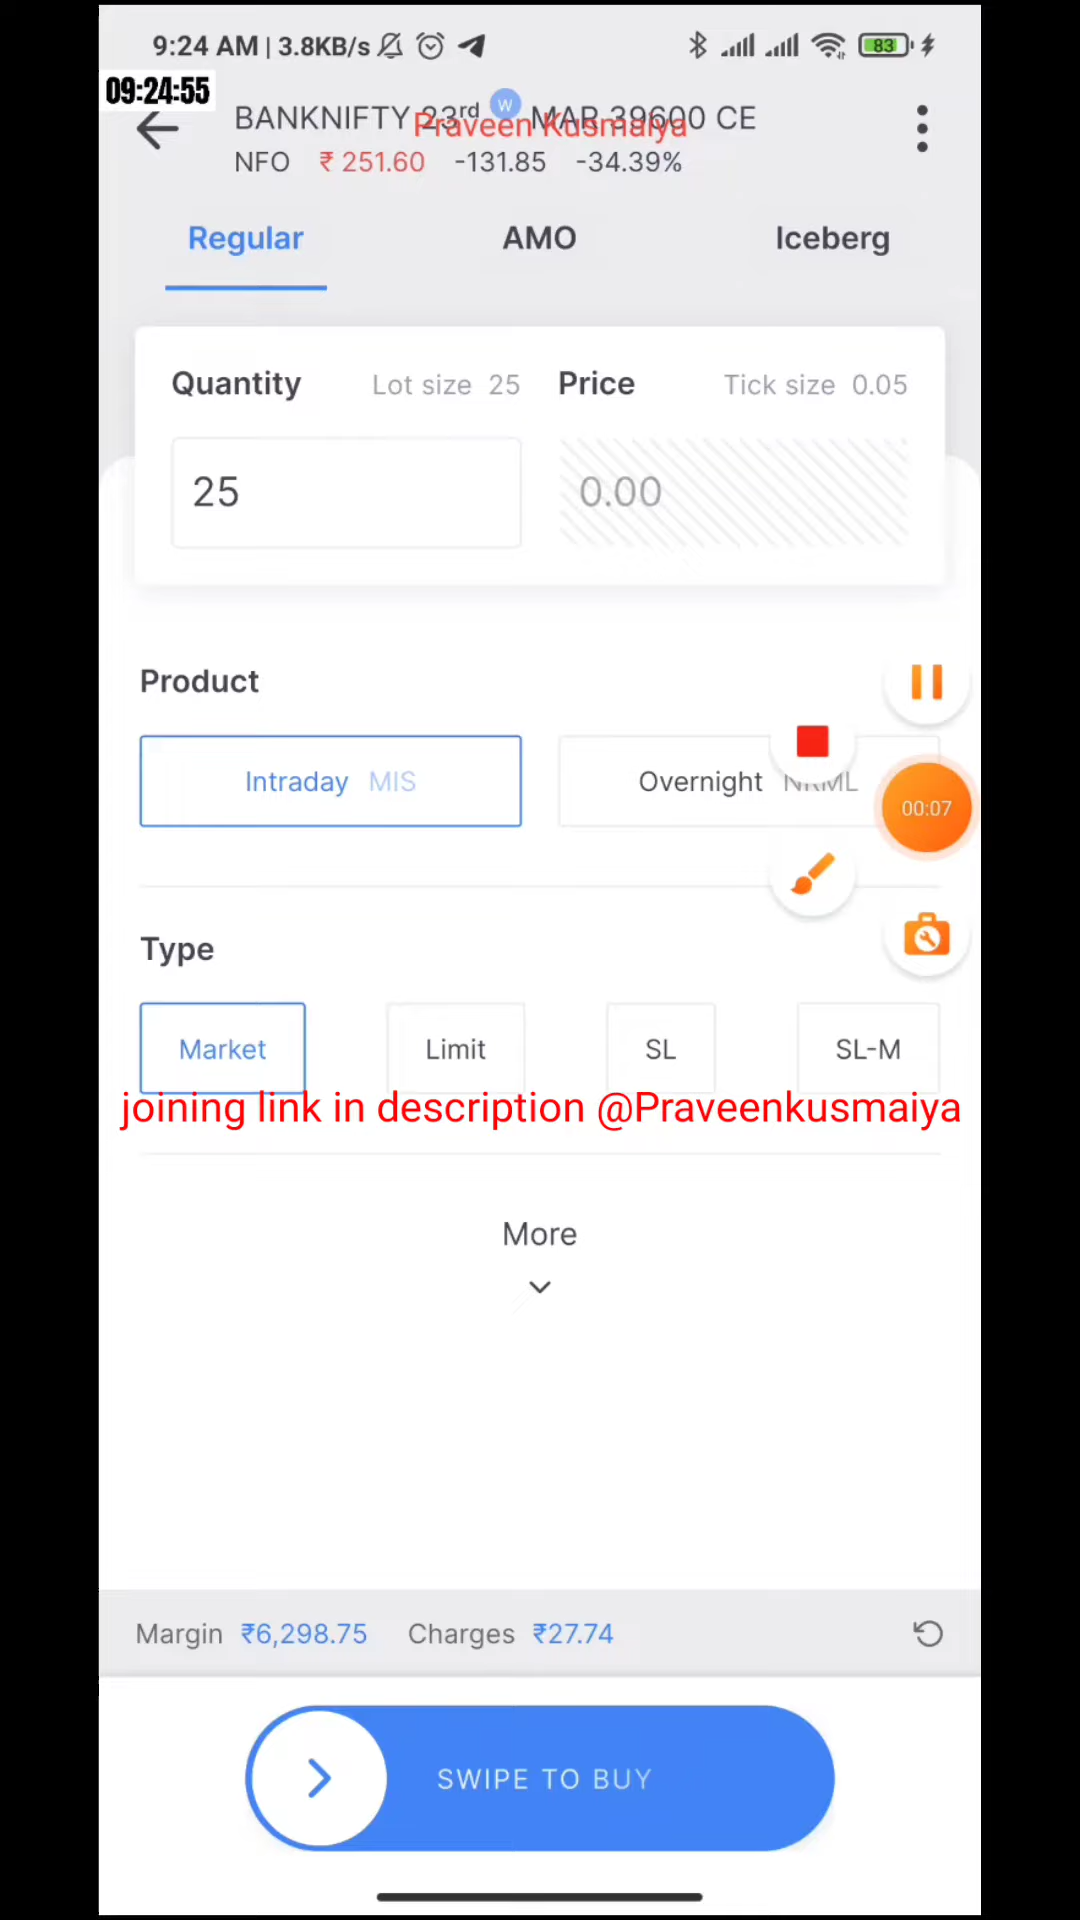 9:24 AM | 3.8KB/s 83
09:24:55
BANKNIFTY 23rd W MAR 39600 CE
Praveen Kusmaiya
NFO ₹ 251.60 -131.85 -34.39%
Regular AMO Iceberg
Quantity Lot size 25 Price Tick size 0.05
25 0.00
Product
Intraday MIS Overnight NRML
00:07
Type
Market Limit SL SL-M
joining link in description @Praveenkusmaiya
More
Margin ₹6,298.75 Charges ₹27.74
SWIPE TO BUY